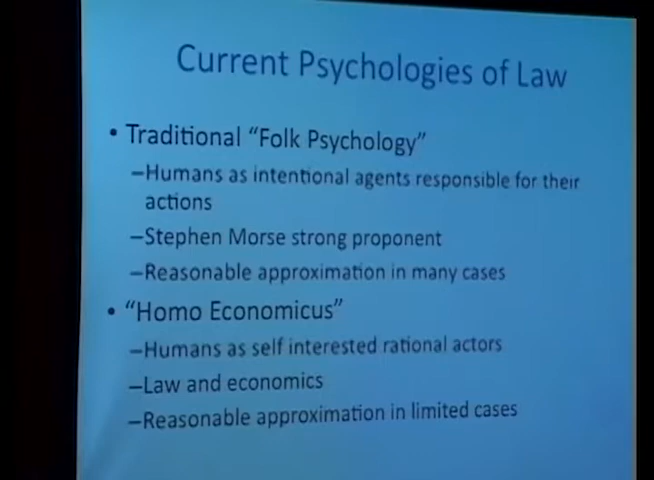 Current Psychologies of Law
• Traditional “Folk Psychology”
–Humans as intentional agents responsible for their
actions
–Stephen Morse strong proponent
–Reasonable approximation in many cases
• “Homo Economicus”
–Humans as self interested rational actors
–Law and economics
–Reasonable approximation in limited cases